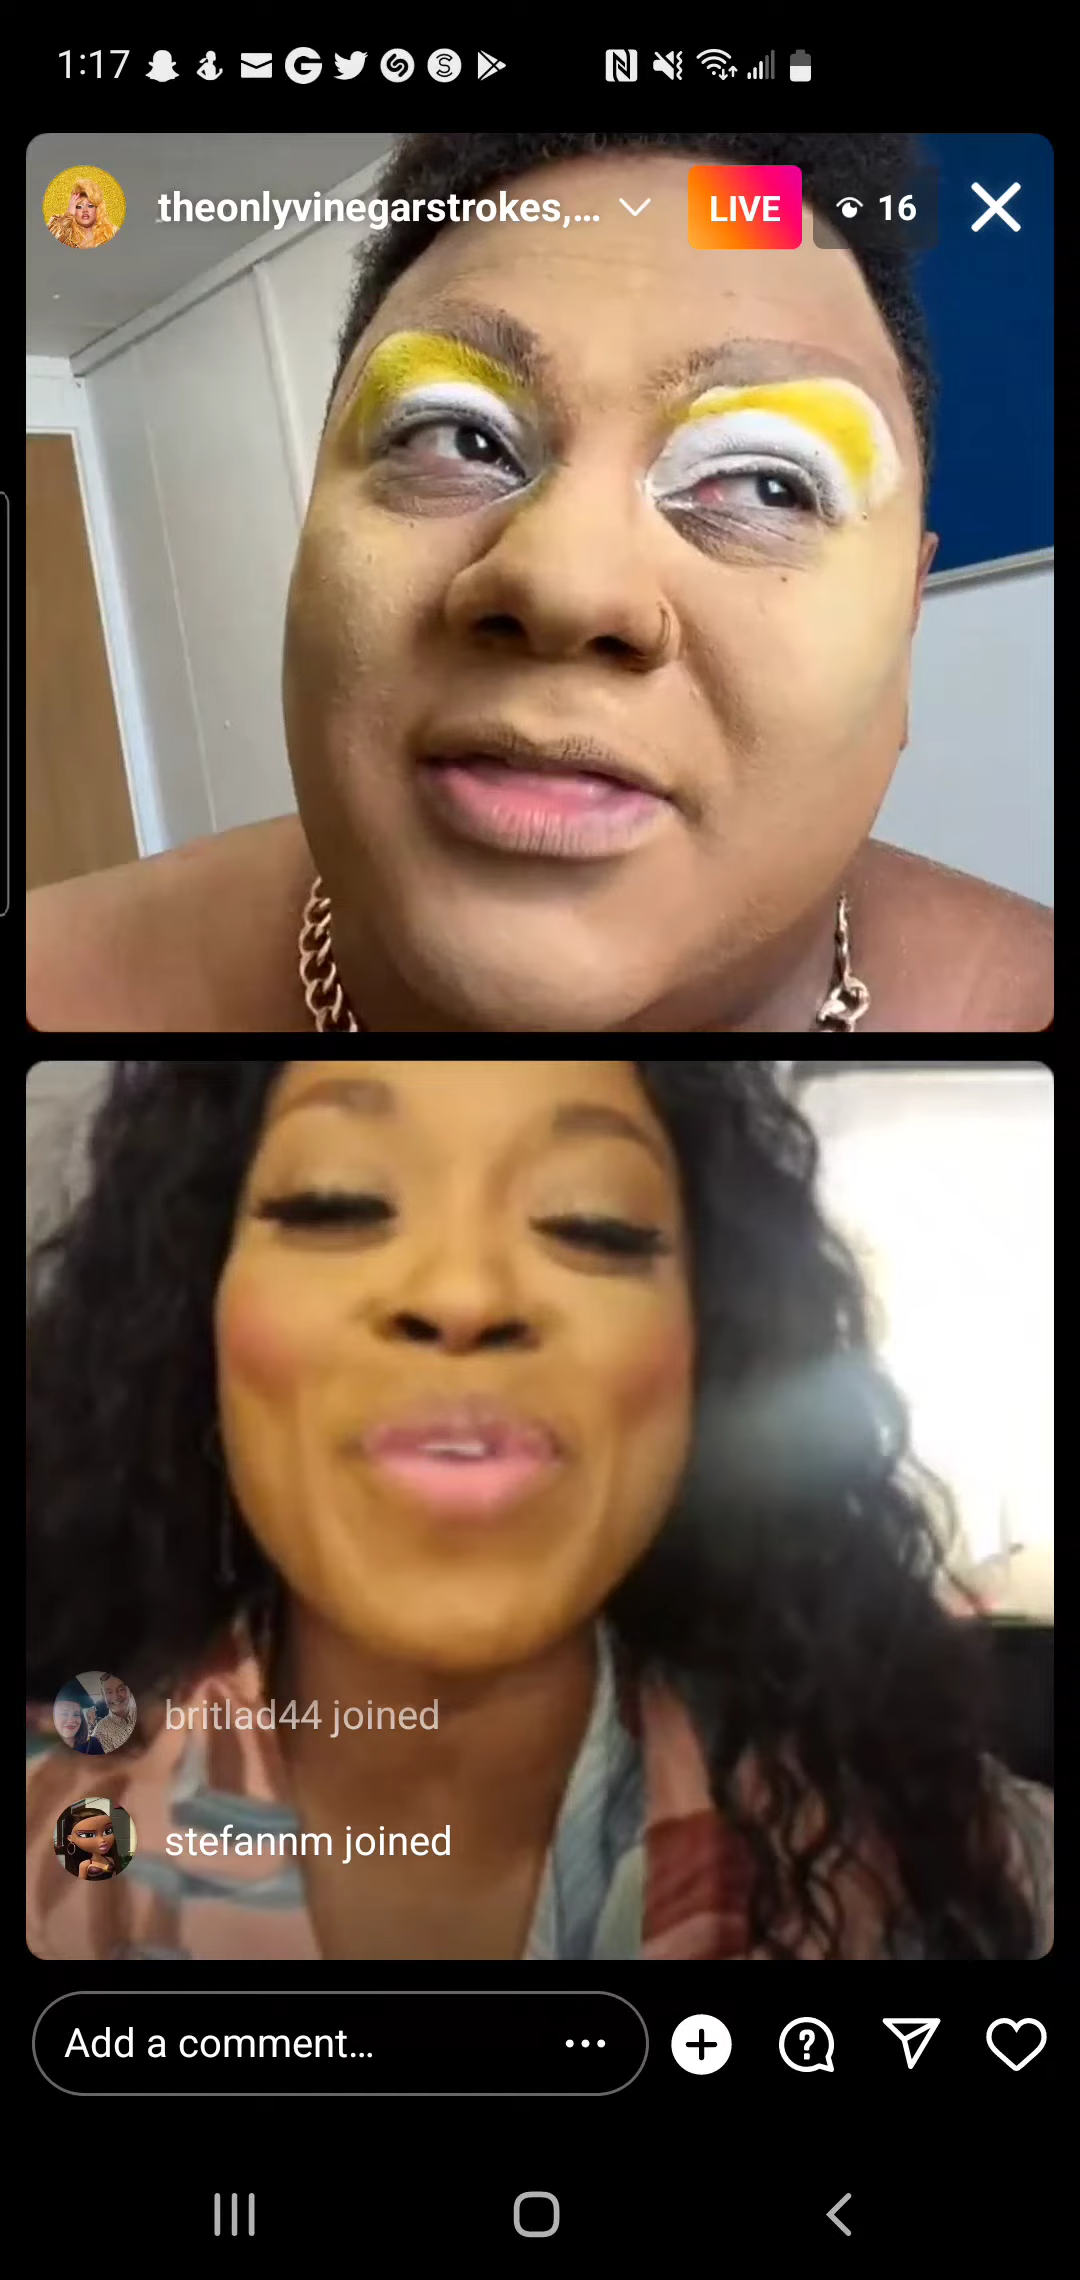 1:17
theonlyvinegarstrokes,...
LIVE
16
britlad44 joined
stefannm joined
Add a comment...